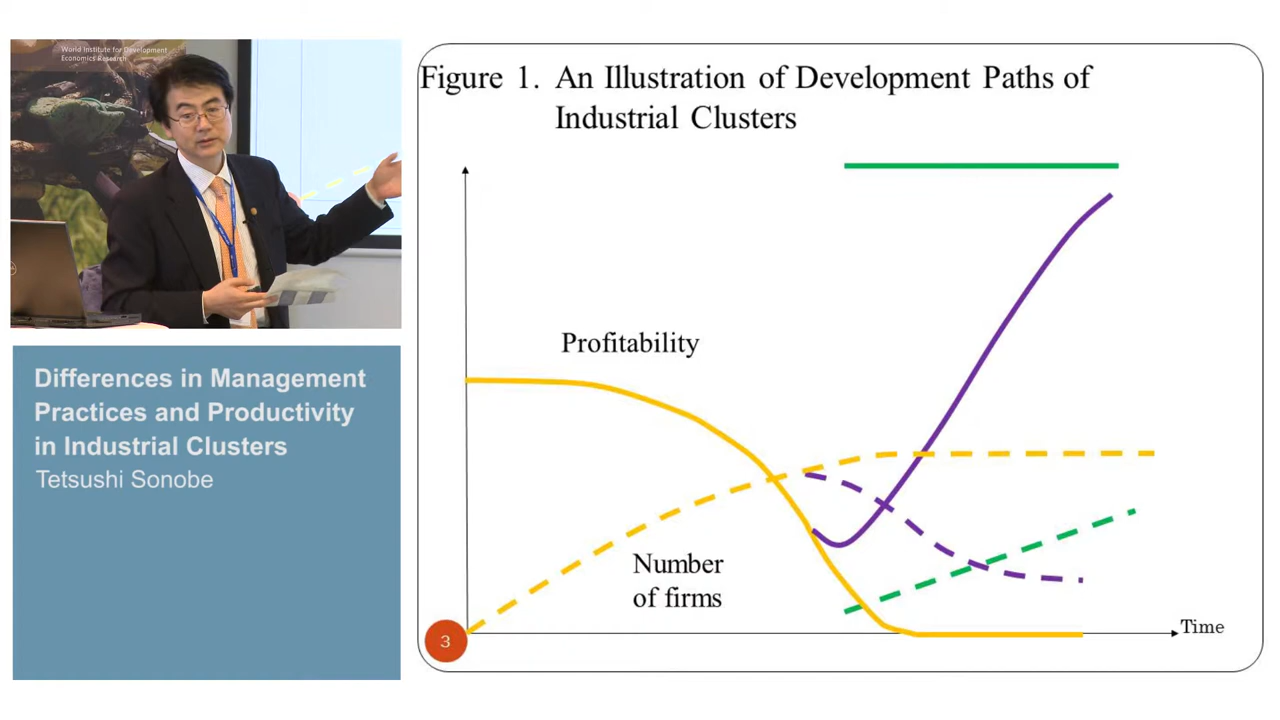 World Institute for Development
Economics Research
Differences in Management
Practices and Productivity
in Industrial Clusters
Tetsushi Sonobe
Figure 1. An Illustration of Development Paths of
Industrial Clusters
Profitability
Number
of firms
Time
3